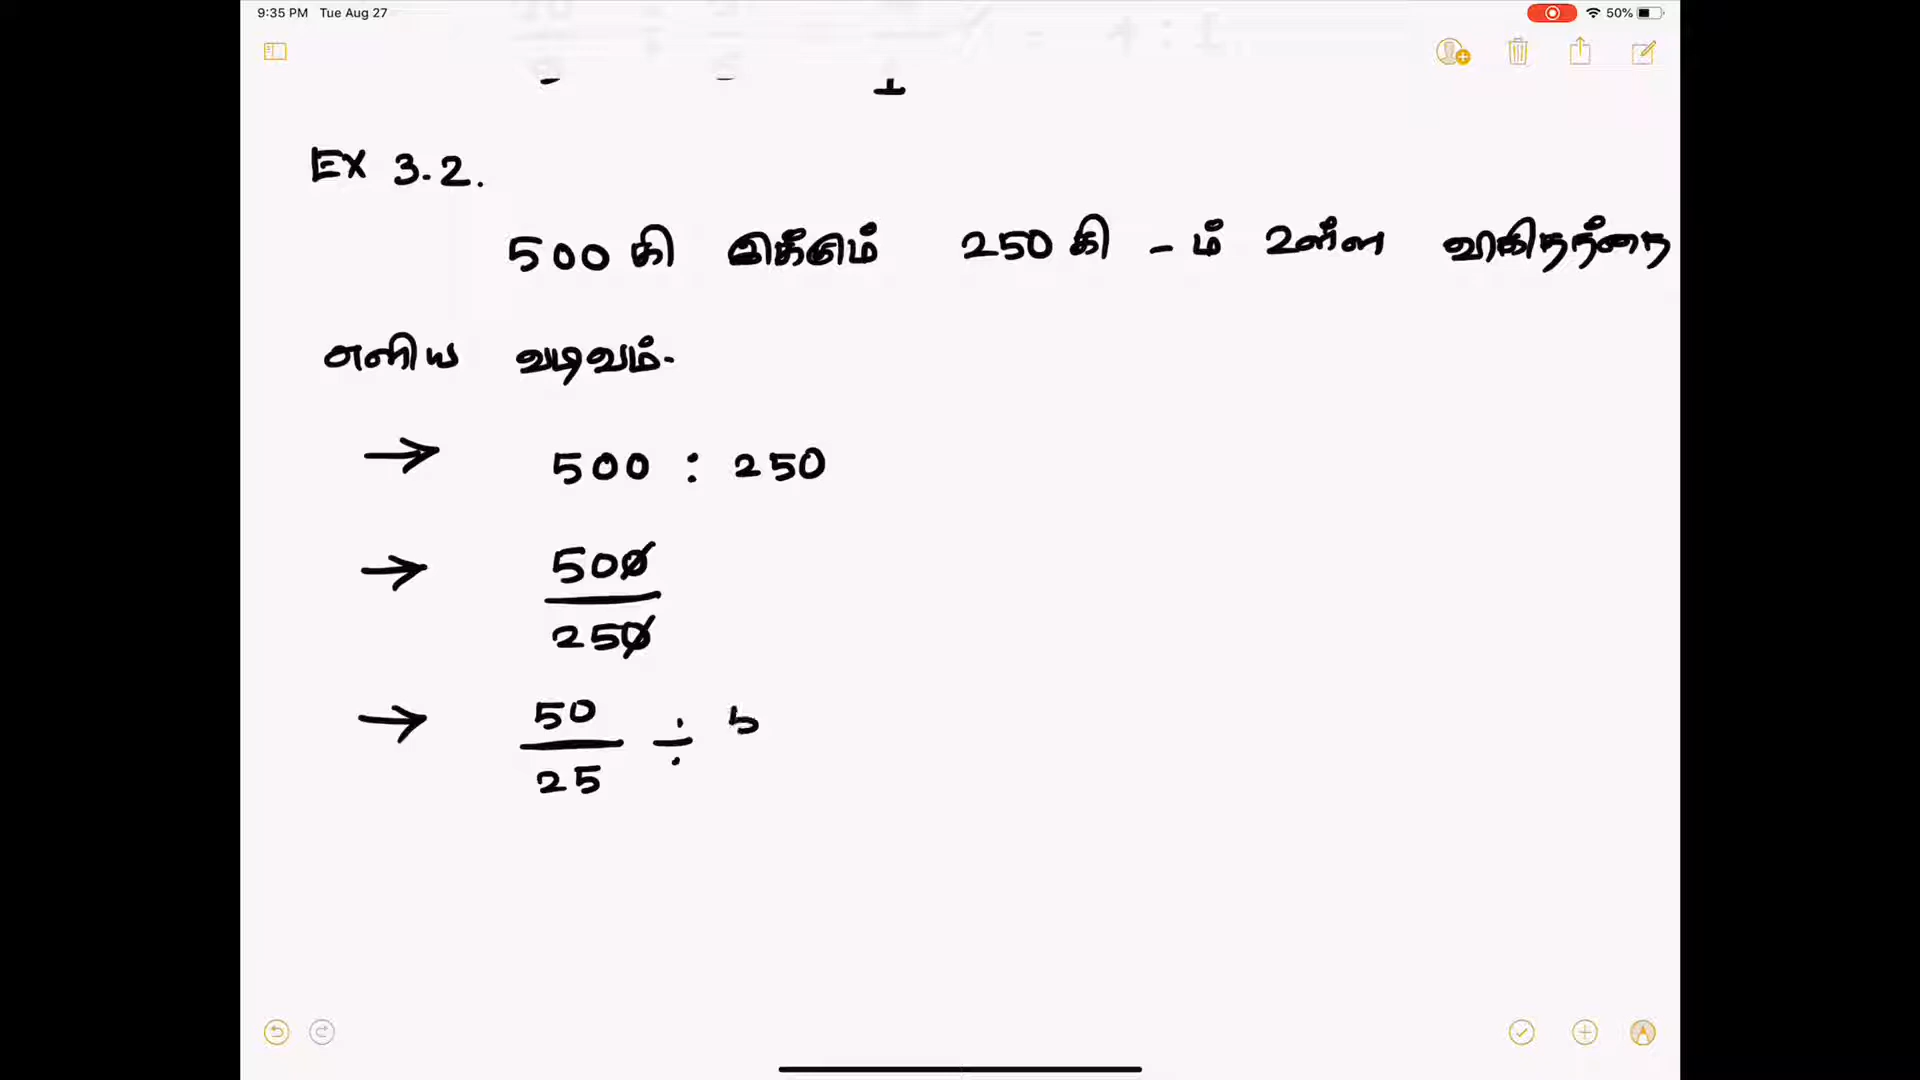 9:35 PM Tue Aug 27 50%
EX 3.2.
500 கி 250 கி - ம் உள்ள
எளிய வடிவம்.
→ 500 : 250
→ 500
250
→ 50 ÷ 5
25